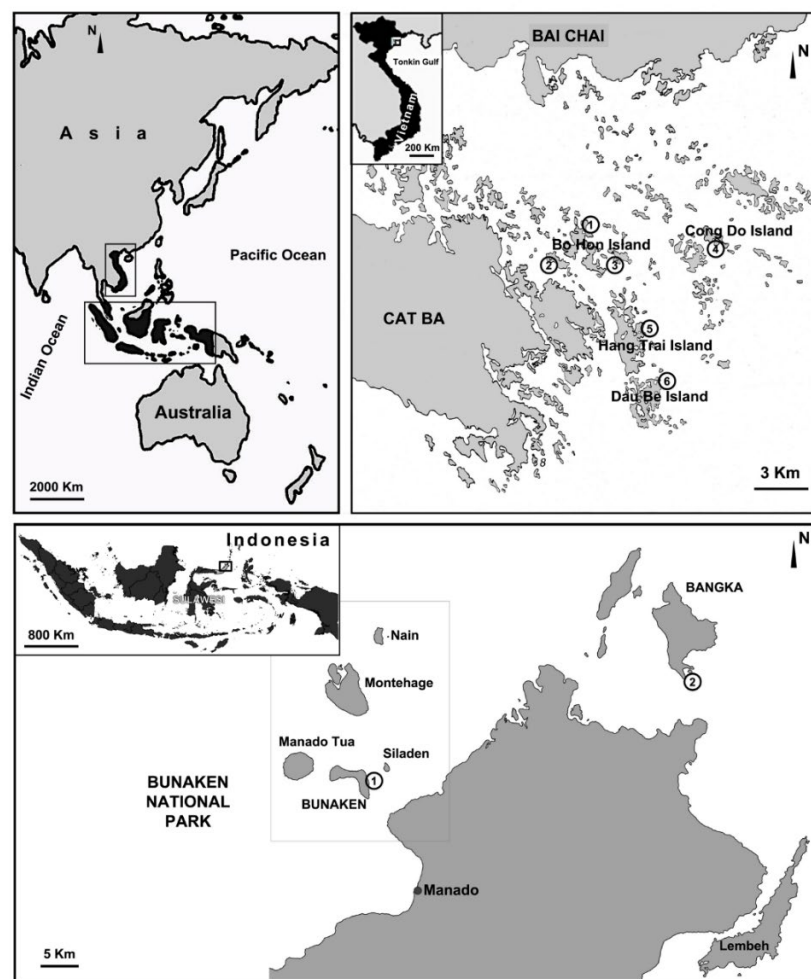 N
A s i a
Pacific Ocean
Indian Ocean
Australia
2000 Km
Tonkin Gulf
Vietnam
200 Km
BAI CHAI
N
1
Bo Hon Island
2
3
Cong Do Island
4
CAT BA
5
Hang Trai Island
6
Dau Be Island
3 Km
Indonesia
SULAWESI
800 Km
N
BANGKA
2
Nain
Montehage
Manado Tua
Siladen
1
BUNAKEN
BUNAKEN
NATIONAL
PARK
Manado
Lembeh
5 Km